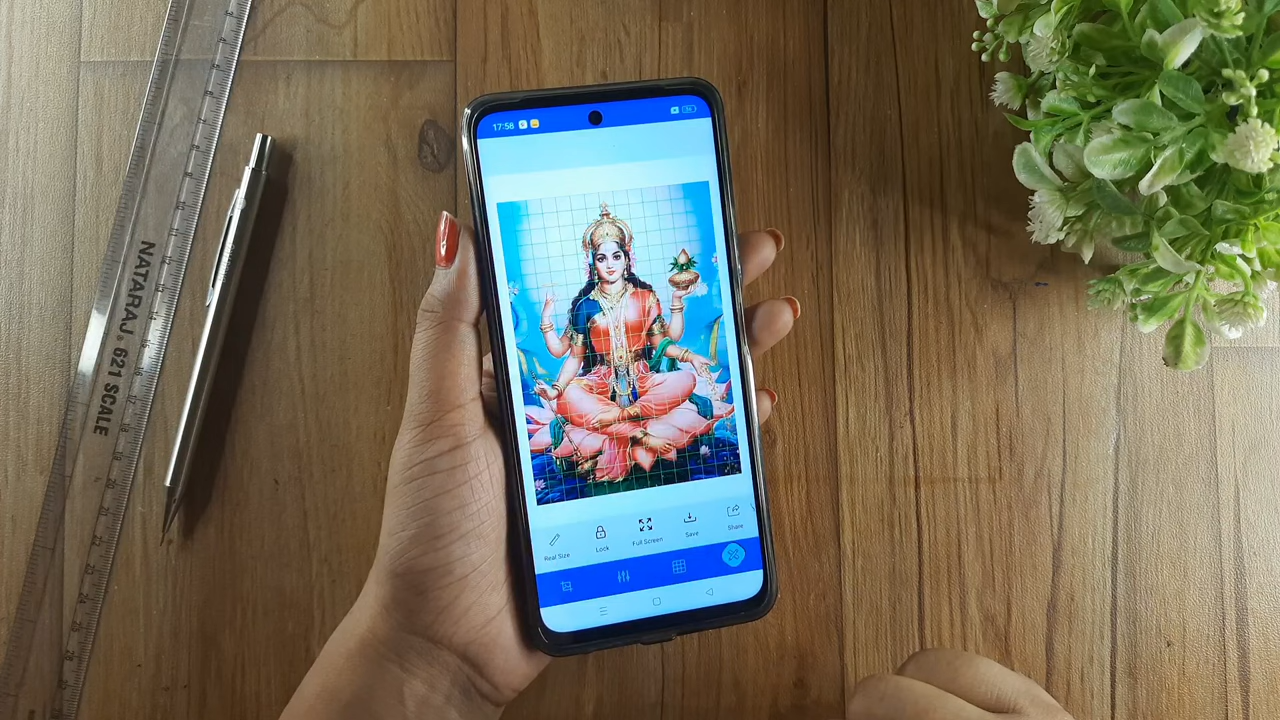 17:58
Real Size
Lock
Full Screen
Save
Share
NATARAJ® 621 SCALE